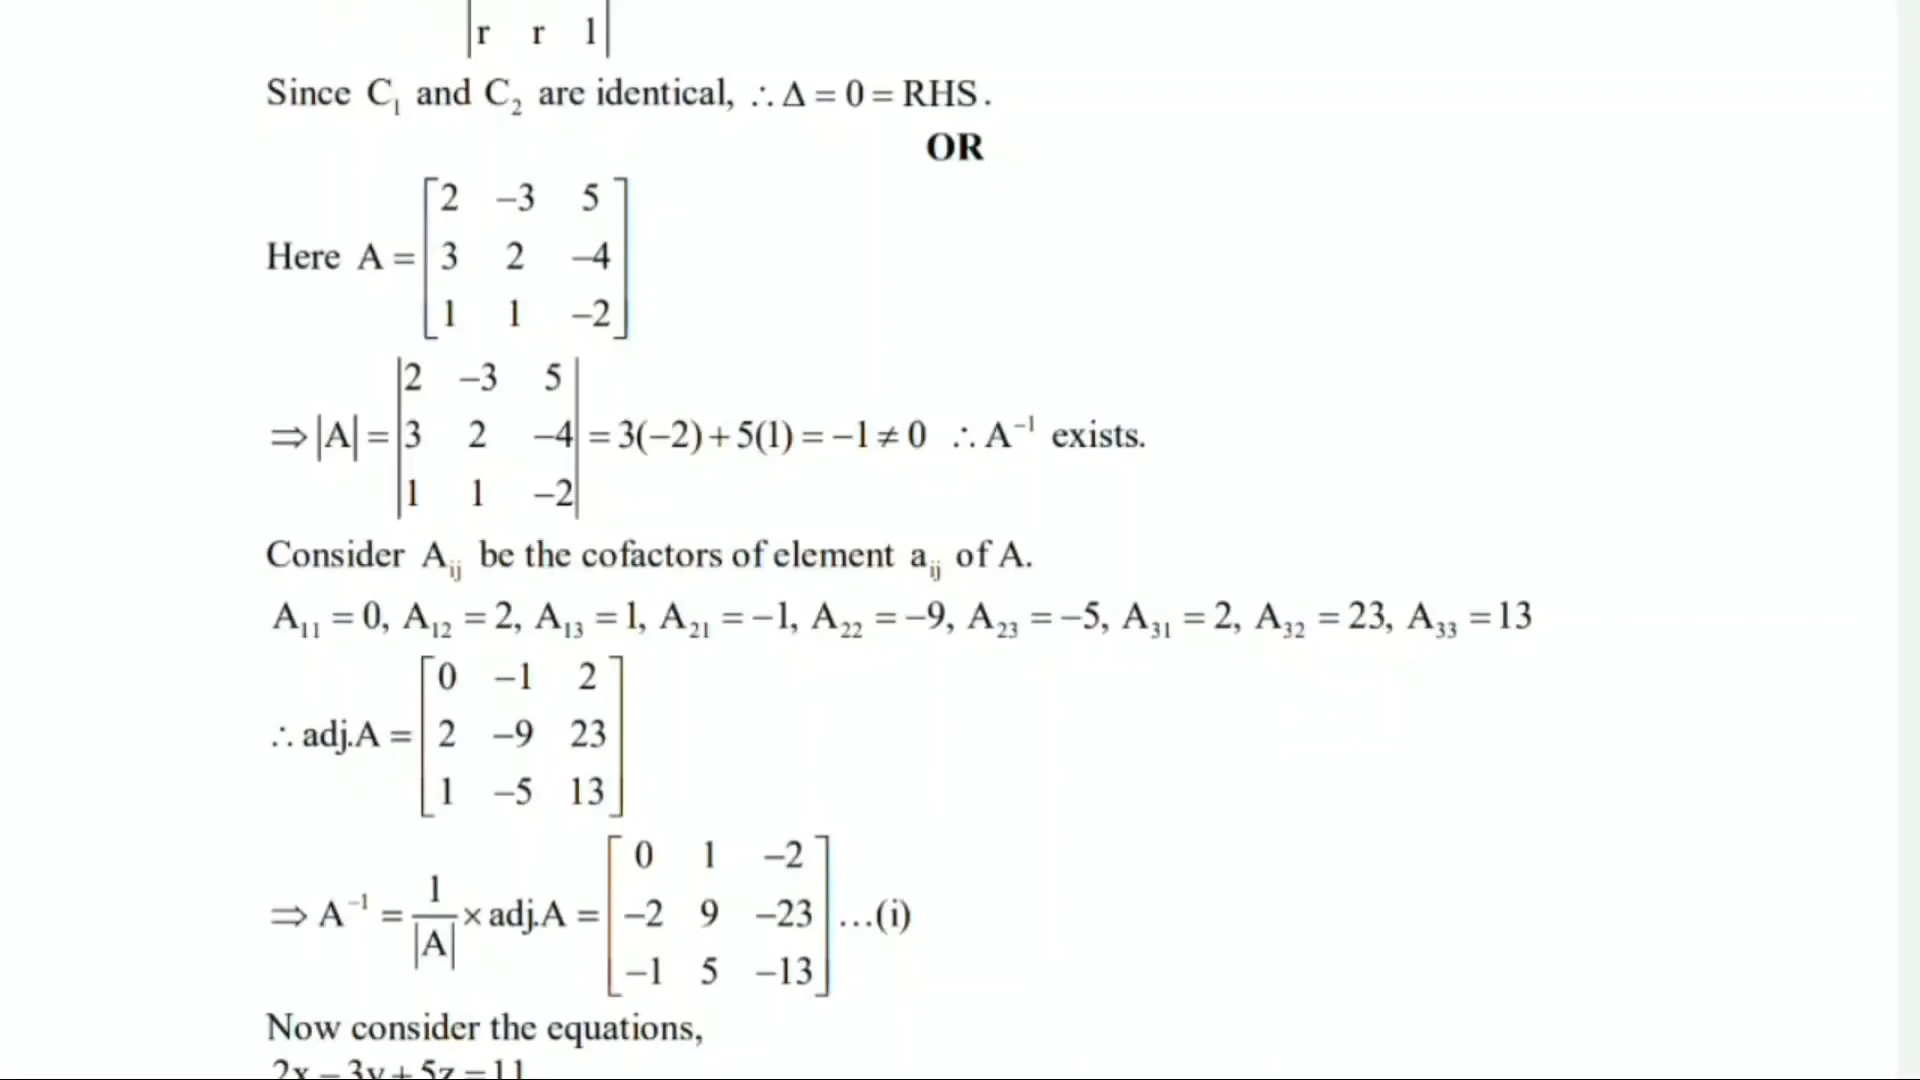 |r r 1|
Since C₁ and C₂ are identical, ∴ Δ = 0 = RHS.
OR
Here A = [2 −3 5
3 2 −4
1 1 −2]
⇒ |A| = |2 −3 5
3 2 −4
1 1 −2| = 3(−2) + 5(1) = −1 ≠ 0 ∴ A⁻¹ exists.
Consider Aᵢⱼ be the cofactors of element aᵢⱼ of A.
A₁₁ = 0, A₁₂ = 2, A₁₃ = 1, A₂₁ = −1, A₂₂ = −9, A₂₃ = −5, A₃₁ = 2, A₃₂ = 23, A₃₃ = 13
∴ adj.A = [0 −1 2
2 −9 23
1 −5 13]
⇒ A⁻¹ = 1/|A| × adj.A = [0 1 −2
−2 9 −23
−1 5 −13] ...(i)
Now consider the equations,
2x − 3y + 5z = 11